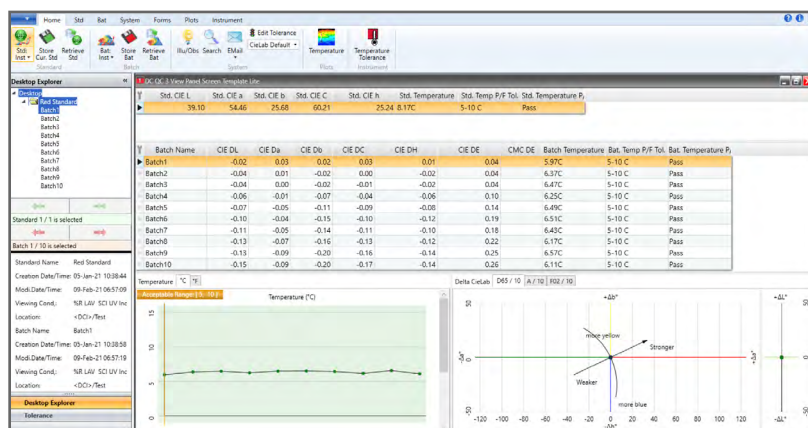 Home Std Bat System Forms Plots Instrument
Std: Inst Store Cur. Std Retrieve Std Bat: Inst Store Bat Retrieve Bat Illu/Obs Search EMail Edit Tolerance CieLab Default Temperature Temperature Tolerance
Standard Batch System Plots Instrument
Desktop Explorer
Desktop
Red Standard
Batch1
Batch2
Batch3
Batch4
Batch5
Batch6
Batch7
Batch8
Batch9
Batch10
Standard 1 / 1 is selected
Batch 1 / 10 is selected
Standard Name Red Standard
Creation Date/Time: 05-Jan-21 10:38:44
Modi.Date/Time: 09-Feb-21 06:57:09
Viewing Cond,: %R LAV SCI UV Inc
Location: <DCI>/Test
Batch Name Batch1
Creation Date/Time: 05-Jan-21 10:38:58
Modi.Date/Time: 09-Feb-21 06:57:19
Viewing Cond,: %R LAV SCI UV Inc
Location: <DCI>/Test
Desktop Explorer
Tolerance
DC QC 3 View Panel Screen Template Lite
Std. CIE L Std. CIE a Std. CIE b Std. CIE C Std. CIE h Std. Temperature Std. Temp P/F Tol. Std. Temperature P/
39.10 54.46 25.68 60.21 25.24 8.17C 5-10 C Pass
Batch Name CIE DL CIE Da CIE Db CIE DC CIE DH CIE DE CMC DE Batch Temperature Bat. Temp P/F Tol. Bat. Temperature P/
Batch1 -0.02 0.03 0.02 0.03 0.01 0.04 5.97C 5-10 C Pass
Batch2 -0.04 0.01 -0.02 0.00 -0.02 0.04 6.37C 5-10 C Pass
Batch3 -0.04 0.00 -0.02 -0.01 -0.02 0.04 6.47C 5-10 C Pass
Batch4 -0.06 -0.01 -0.07 -0.04 -0.06 0.10 6.25C 5-10 C Pass
Batch5 -0.07 -0.05 -0.11 -0.09 -0.08 0.14 6.49C 5-10 C Pass
Batch6 -0.10 -0.04 -0.15 -0.10 -0.12 0.19 6.51C 5-10 C Pass
Batch7 -0.11 -0.05 -0.14 -0.11 -0.10 0.18 6.43C 5-10 C Pass
Batch8 -0.13 -0.07 -0.16 -0.13 -0.12 0.22 6.17C 5-10 C Pass
Batch9 -0.13 -0.09 -0.20 -0.16 -0.14 0.25 6.57C 5-10 C Pass
Batch10 -0.15 -0.09 -0.20 -0.17 -0.14 0.26 6.11C 5-10 C Pass
Temperature °C °F
Acceptable Range:[ 5 - 10 ]
Temperature (°C)
15
10
5
0
Delta CieLab D65 / 10 A / 10 F02 / 10
+Δb*
50
more yellow
Stronger
-Δa* 0 +Δa*
Weaker
more blue
-50
-120 -100 -80 -60 -40 -20 0 20 40 60 80 100 120
-Δb*
+ΔL*
50
0
-50
-ΔL*